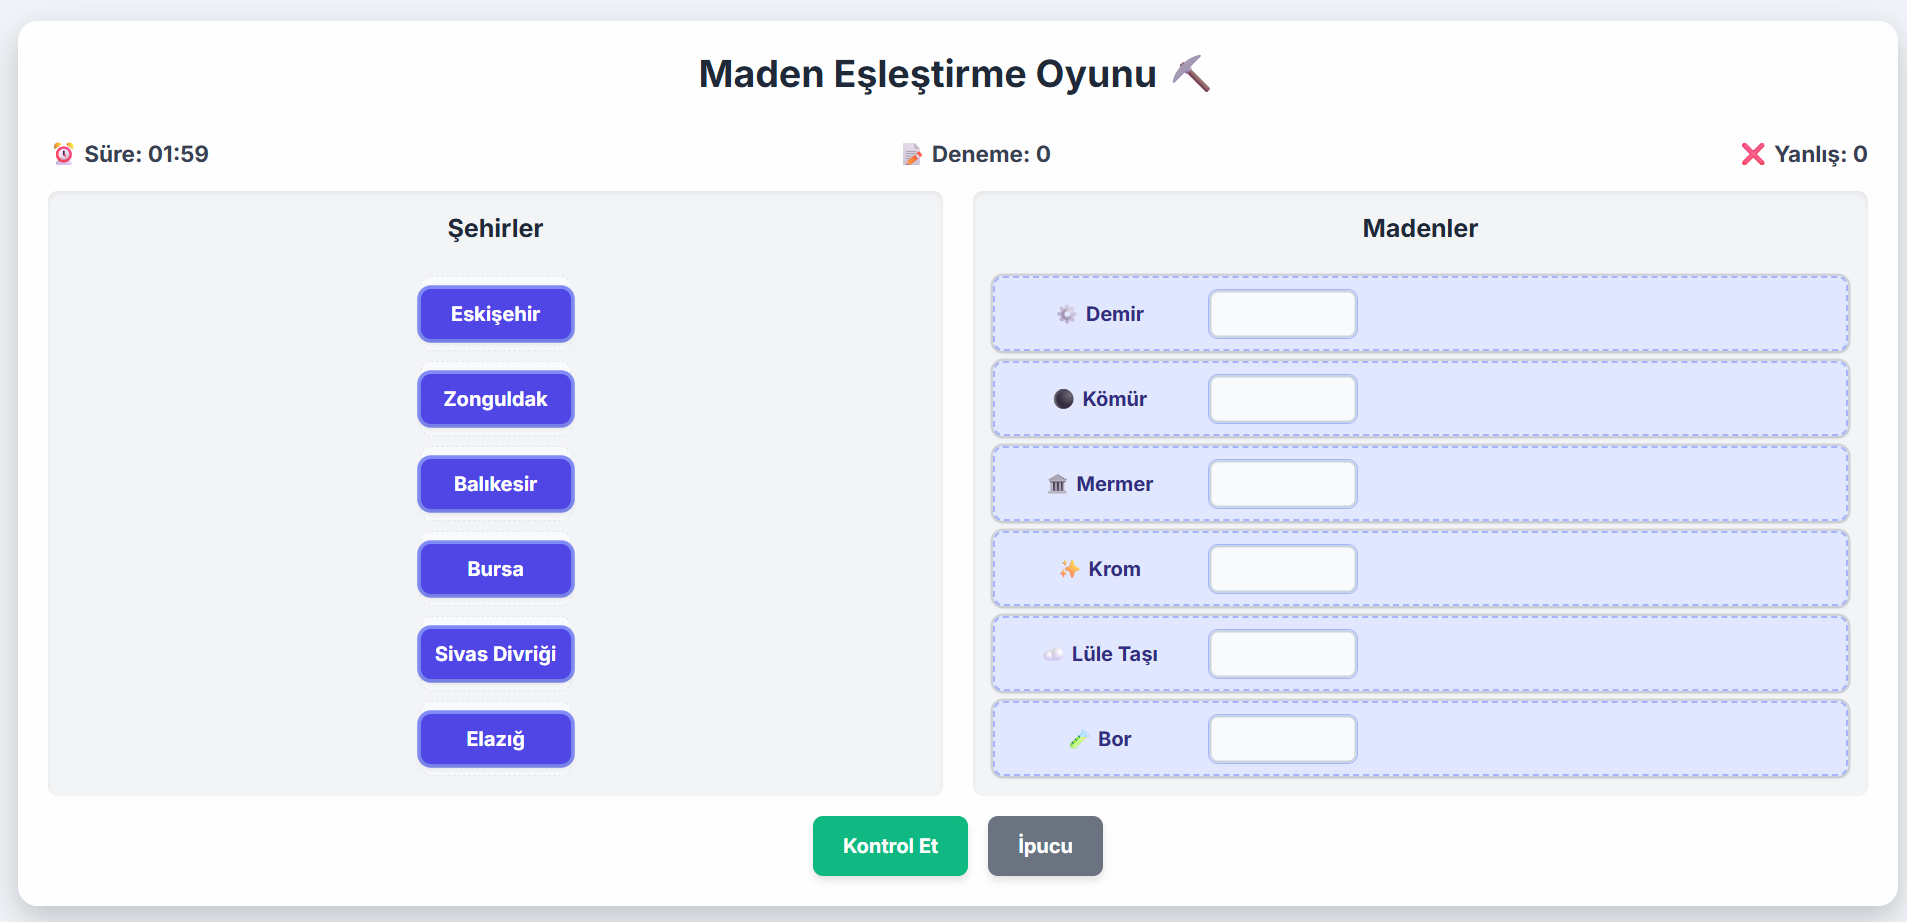 Maden Eşleştirme Oyunu
Süre: 01:59
Deneme: 0
Yanlış: 0
Şehirler
Eskişehir
Zonguldak
Balıkesir
Bursa
Sivas Divriği
Elazığ
Madenler
Demir
Kömür
Mermer
Krom
Lüle Taşı
Bor
Kontrol Et
İpucu